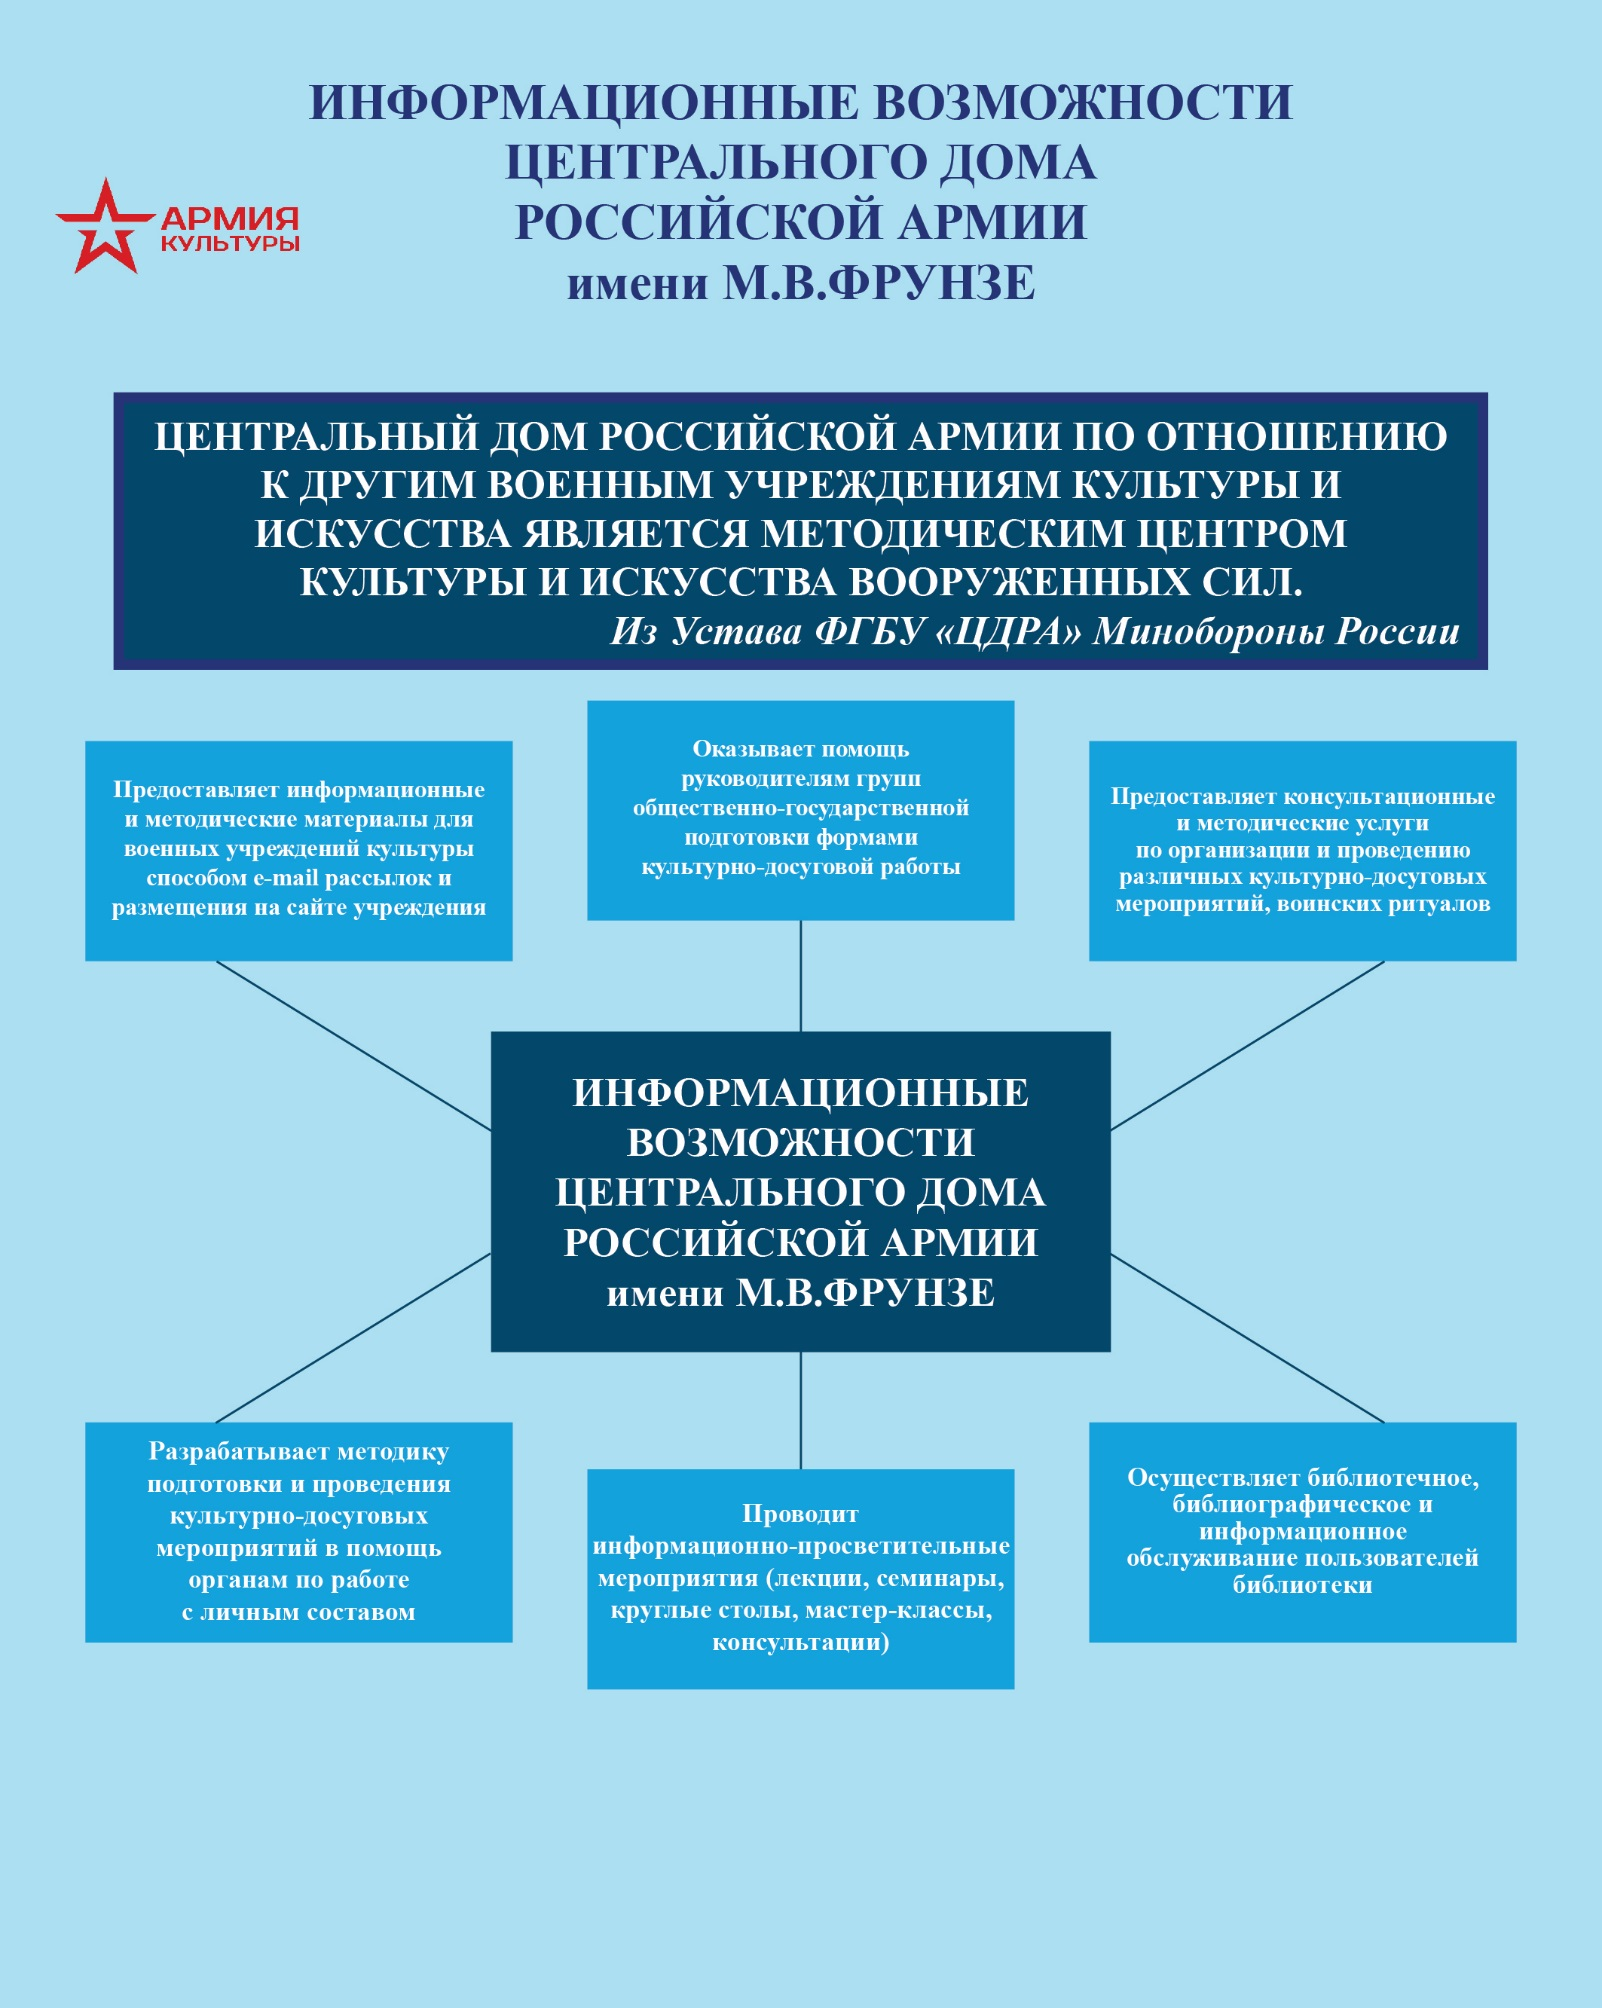 ИНФОРМАЦИОННЫЕ ВОЗМОЖНОСТИ
ЦЕНТРАЛЬНОГО ДОМА
РОССИЙСКОЙ АРМИИ
имени М.В.ФРУНЗЕ
АРМИЯ
КУЛЬТУРЫ
ЦЕНТРАЛЬНЫЙ ДОМ РОССИЙСКОЙ АРМИИ ПО ОТНОШЕНИЮ
К ДРУГИМ ВОЕННЫМ УЧРЕЖДЕНИЯМ КУЛЬТУРЫ И
ИСКУССТВА ЯВЛЯЕТСЯ МЕТОДИЧЕСКИМ ЦЕНТРОМ
КУЛЬТУРЫ И ИСКУССТВА ВООРУЖЕННЫХ СИЛ.
Из Устава ФГБУ «ЦДРА» Минобороны России
Предоставляет информационные
и методические материалы для
военных учреждений культуры
способом e-mail рассылок и
размещения на сайте учреждения
Оказывает помощь
руководителям групп
общественно-государственной
подготовки формами
культурно-досуговой работы
Предоставляет консультационные
и методические услуги
по организации и проведению
различных культурно-досуговых
мероприятий, воинских ритуалов
ИНФОРМАЦИОННЫЕ
ВОЗМОЖНОСТИ
ЦЕНТРАЛЬНОГО ДОМА
РОССИЙСКОЙ АРМИИ
имени М.В.ФРУНЗЕ
Разрабатывает методику
подготовки и проведения
культурно-досуговых
мероприятий в помощь
органам по работе
с личным составом
Проводит
информационно-просветительные
мероприятия (лекции, семинары,
круглые столы, мастер-классы,
консультации)
Осуществляет библиотечное,
библиографическое и
информационное
обслуживание пользователей
библиотеки